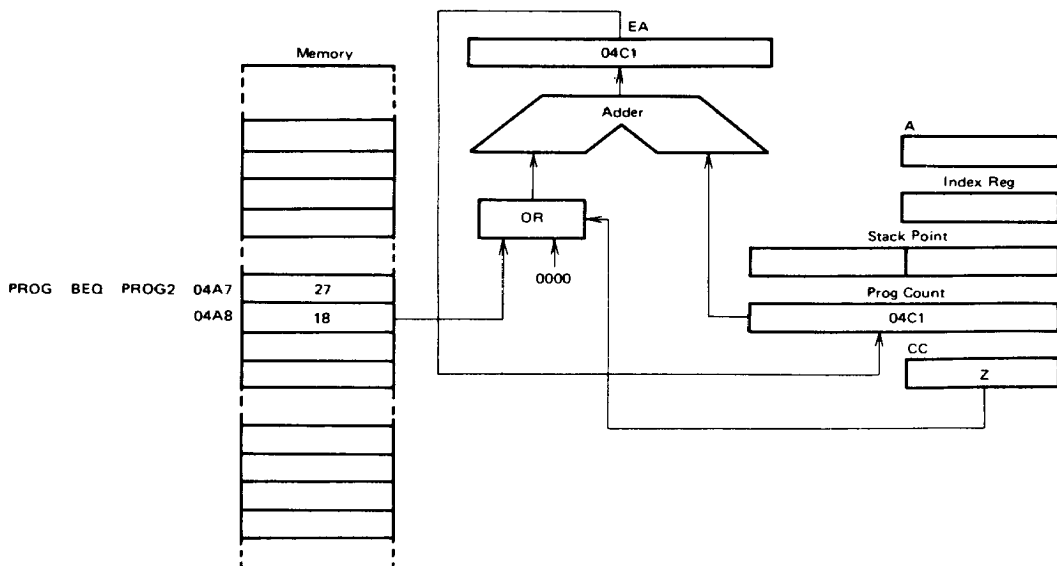 EA
Memory
04C1
Adder
A
Index Reg
OR
Stack Point
0000
PROG BEQ PROG2 04A7 27
Prog Count
04A8 18
04C1
CC
Z